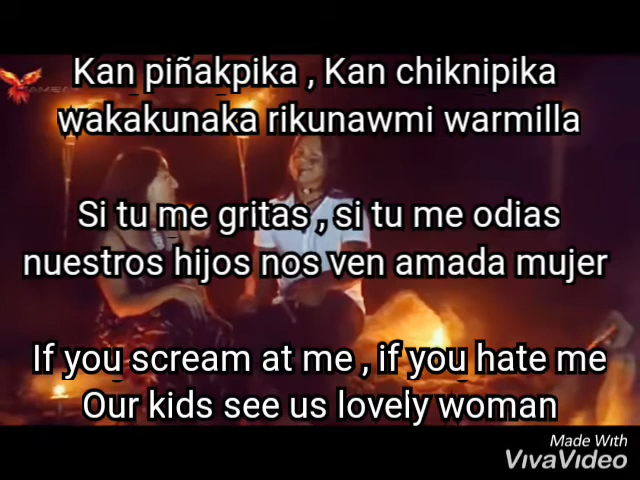 Kan piñakpika , Kan chiknipika
wakakunaka rikunawmi warmilla
Si tu me gritas , si tu me odias
nuestros hijos nos ven amada mujer
If you scream at me , if you hate me
Our kids see us lovely woman
Made With
VivaVideo